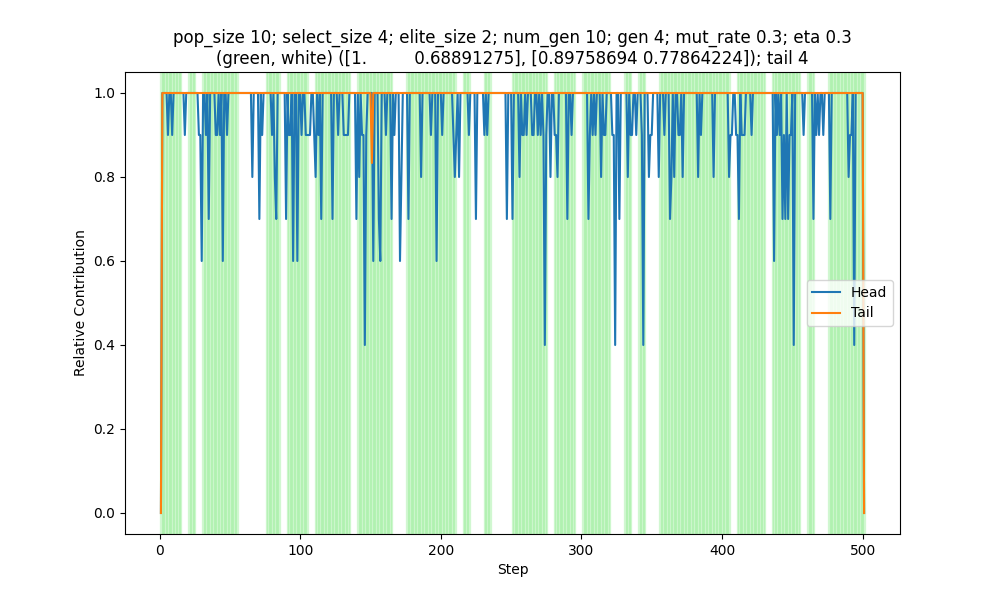 pop_size 10; select_size 4; elite_size 2; num_gen 10; gen 4; mut_rate 0.3; eta 0.3
(green, white) ([1.         0.68891275], [0.89758694 0.77864224]); tail 4
1.0
0.8
0.6
0.4
0.2
0.0
Relative Contribution
Head
Tail
0
100
200
300
400
500
Step